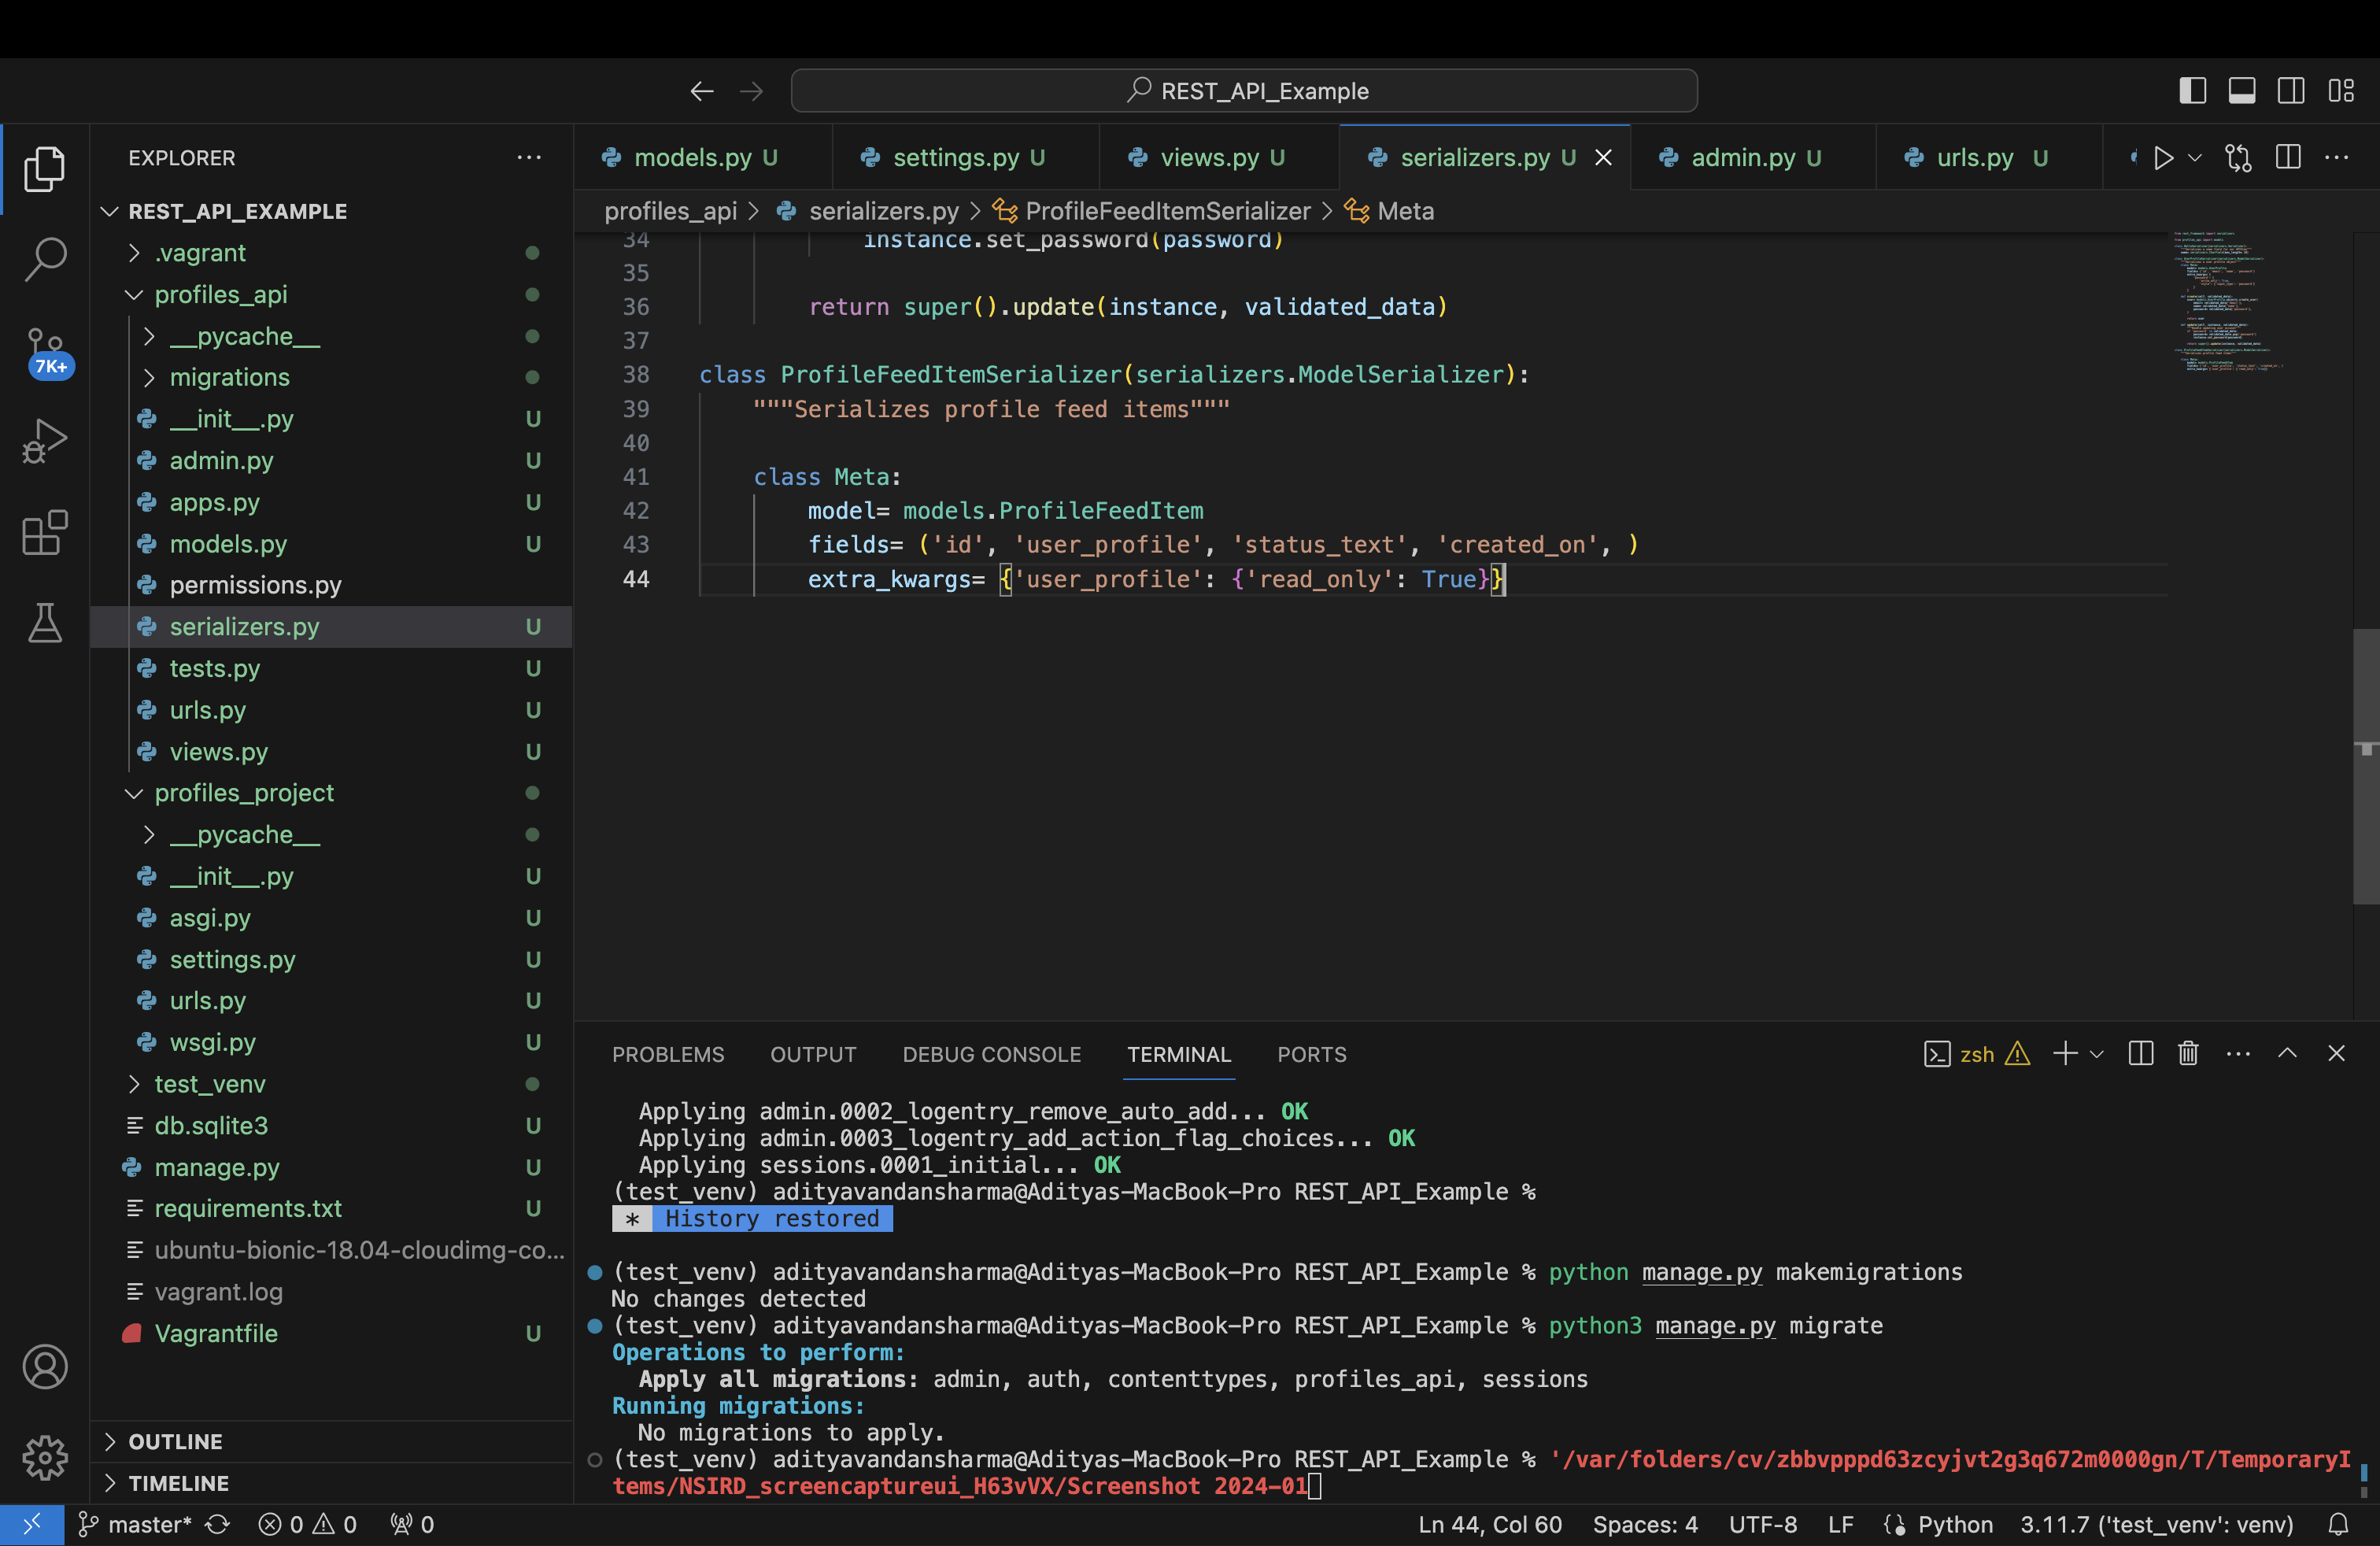 REST_API_Example
EXPLORER
REST_API_EXAMPLE
.vagrant
profiles_api
__pycache__
migrations
__init__.py U
admin.py U
apps.py U
models.py U
permissions.py
serializers.py U
tests.py U
urls.py U
views.py U
profiles_project
__pycache__
__init__.py U
asgi.py U
settings.py U
urls.py U
wsgi.py U
test_venv
db.sqlite3 U
manage.py U
requirements.txt U
ubuntu-bionic-18.04-cloudimg-co...
vagrant.log
Vagrantfile U
OUTLINE
TIMELINE
7K+
models.py U settings.py U views.py U serializers.py U admin.py U urls.py U
profiles_api > serializers.py > ProfileFeedItemSerializer > Meta
34 instance.set_password(password)
35
36 return super().update(instance, validated_data)
37
38 class ProfileFeedItemSerializer(serializers.ModelSerializer):
39 """Serializes profile feed items"""
40
41 class Meta:
42 model= models.ProfileFeedItem
43 fields= ('id', 'user_profile', 'status_text', 'created_on', )
44 extra_kwargs= {'user_profile': {'read_only': True}}
PROBLEMS OUTPUT DEBUG CONSOLE TERMINAL PORTS
zsh
Applying admin.0002_logentry_remove_auto_add... OK
Applying admin.0003_logentry_add_action_flag_choices... OK
Applying sessions.0001_initial... OK
(test_venv) adityavandansharma@Adityas-MacBook-Pro REST_API_Example %
* History restored
(test_venv) adityavandansharma@Adityas-MacBook-Pro REST_API_Example % python manage.py makemigrations
No changes detected
(test_venv) adityavandansharma@Adityas-MacBook-Pro REST_API_Example % python3 manage.py migrate
Operations to perform:
Apply all migrations: admin, auth, contenttypes, profiles_api, sessions
Running migrations:
No migrations to apply.
(test_venv) adityavandansharma@Adityas-MacBook-Pro REST_API_Example % '/var/folders/cv/zbbvpppd63zcyjvt2g3q672m0000gn/T/TemporaryI
tems/NSIRD_screencaptureui_H63vVX/Screenshot 2024-01
master* 0 0 0 Ln 44, Col 60 Spaces: 4 UTF-8 LF Python 3.11.7 ('test_venv': venv)